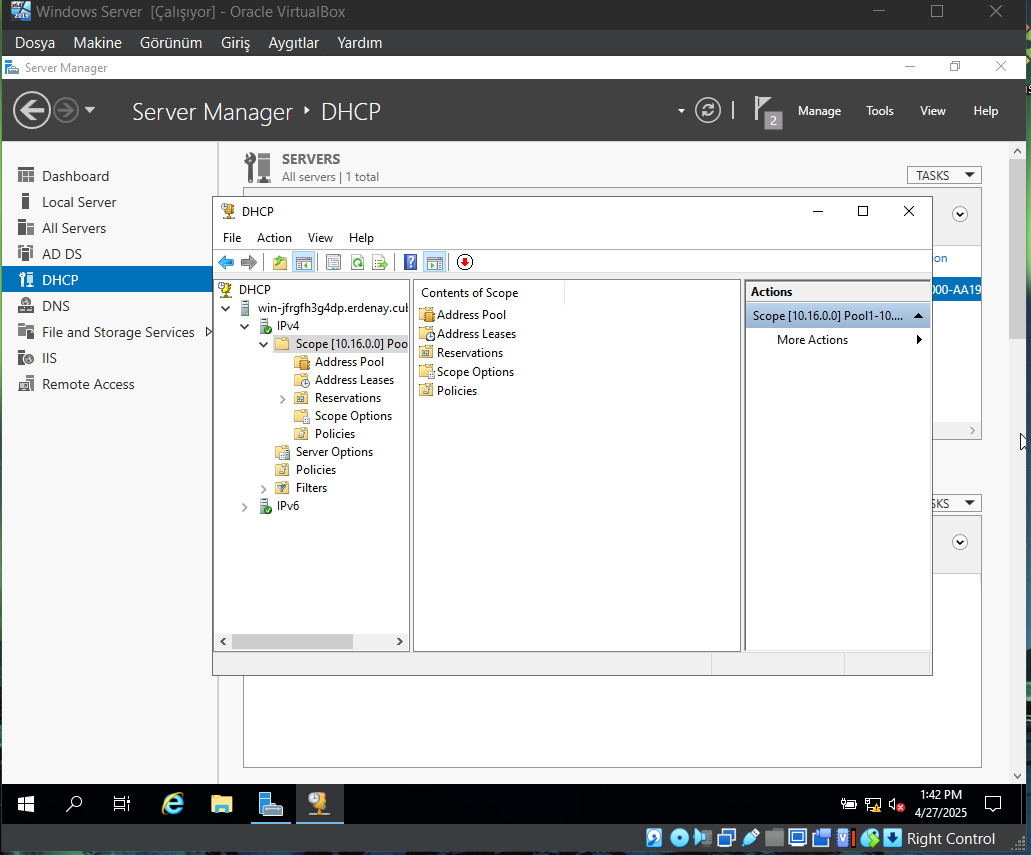 Windows Server [Çalışıyor] - Oracle VirtualBox
Dosya Makine Görünüm Giriş Aygıtlar Yardım
Server Manager
Server Manager DHCP
2 Manage Tools View Help
SERVERS
All servers | 1 total
TASKS
Dashboard
Local Server
All Servers
AD DS
DHCP
DNS
File and Storage Services
IIS
Remote Access
on
000-AA19
SKS
DHCP
File Action View Help
DHCP
win-jfrgfh3g4dp.erdenay.cub
IPv4
Scope [10.16.0.0] Poo
Address Pool
Address Leases
Reservations
Scope Options
Policies
Server Options
Policies
Filters
IPv6
Contents of Scope
Address Pool
Address Leases
Reservations
Scope Options
Policies
Actions
Scope [10.16.0.0] Pool1-10....
More Actions
1:42 PM
4/27/2025
Right Control